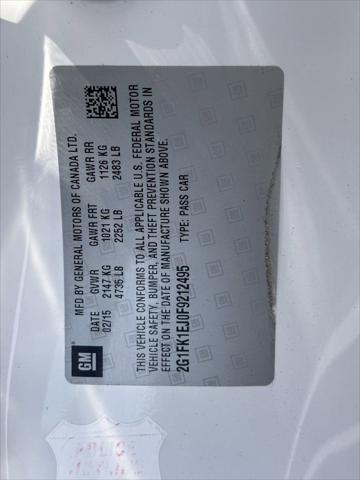 MFD BY GENERAL MOTORS OF CANADA LTD.
DATE GVWR GAWR FRT GAWR RR
02/15 2147 KG 1021 KG 1126 KG
4735 LB 2252 LB 2483 LB
THIS VEHICLE CONFORMS TO ALL APPLICABLE U.S. FEDERAL MOTOR
VEHICLE SAFETY, BUMPER, AND THEFT PREVENTION STANDARDS IN
EFFECT ON THE DATE OF MANUFACTURE SHOWN ABOVE.
2G1FK1EJ0F9212495 TYPE: PASS CAR
GM